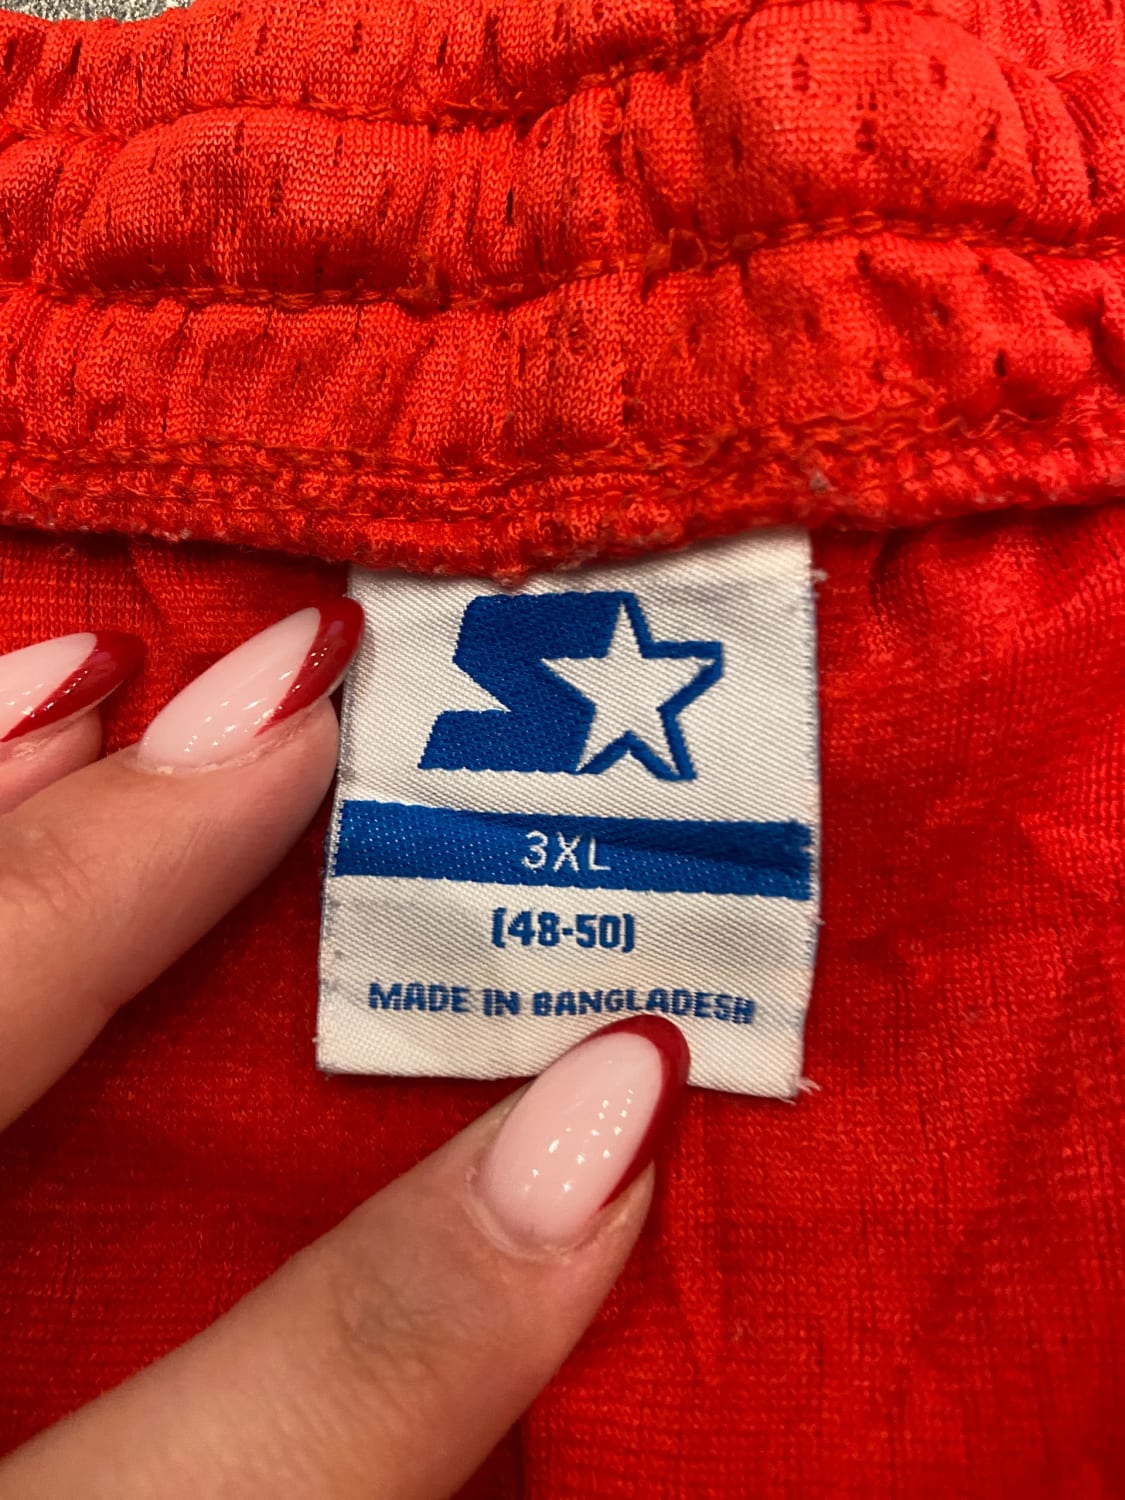 3XL
(48-50)
MADE IN BANGLADESH